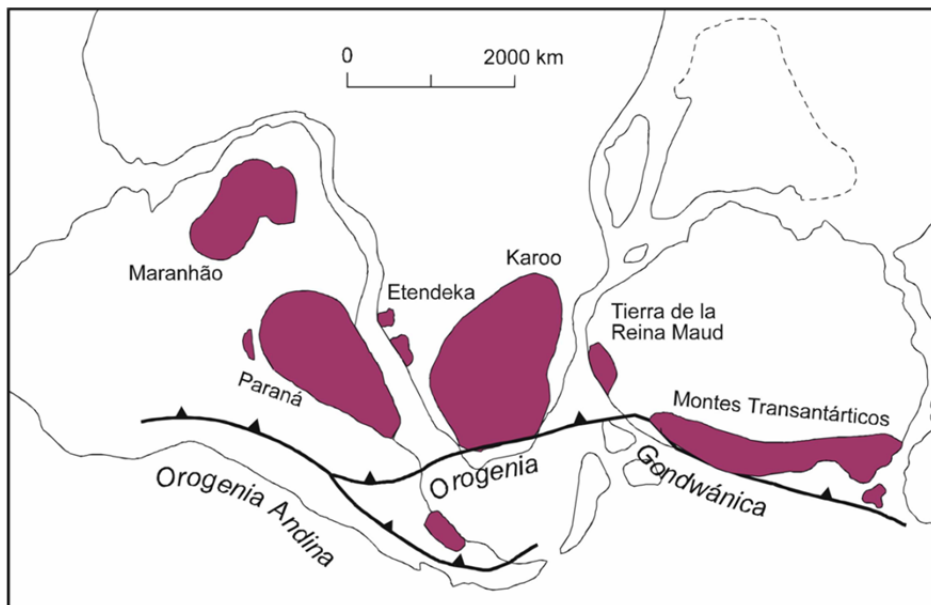 0 2000 km
Maranhão
Etendeka
Karoo
Tierra de la
Reina Maud
Paraná
Montes Transantárticos
Orogenia Andina
Orogenia
Gondwánica